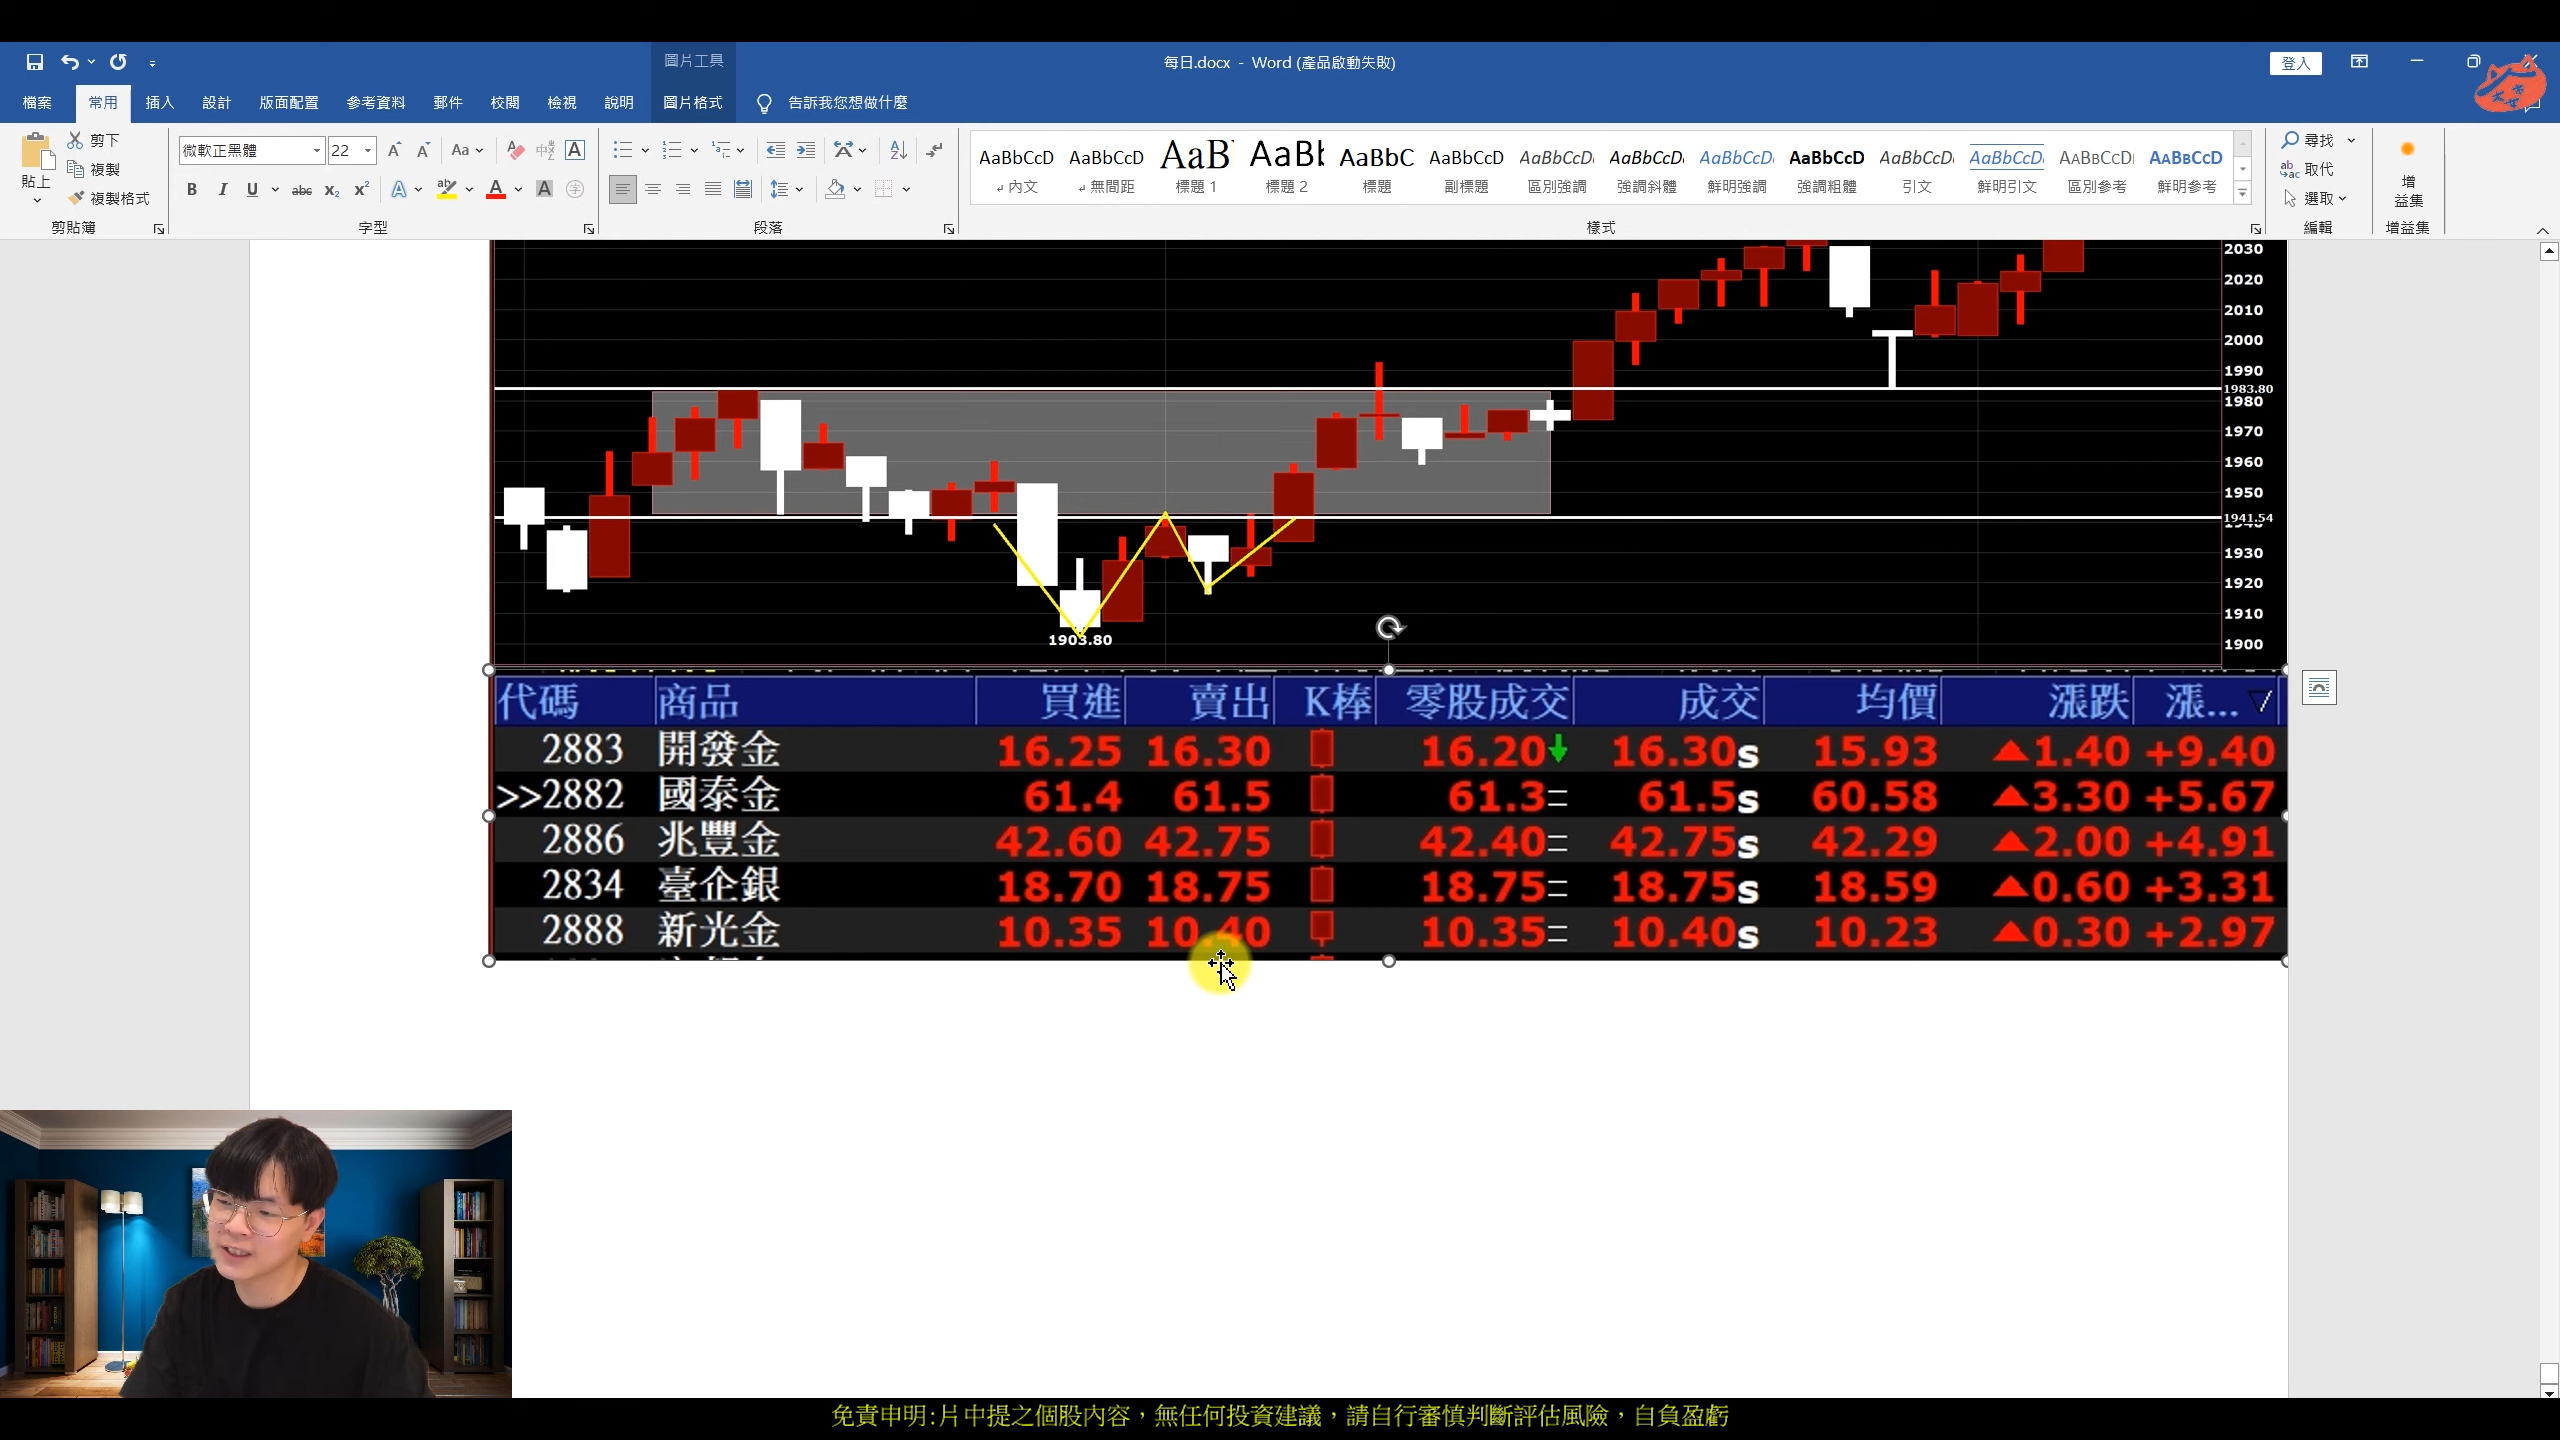 圖片工具
每日.docx - Word (產品啟動失敗)
登入
檔案 常用 插入 設計 版面配置 參考資料 郵件 校閱 檢視 說明 圖片格式 告訴我您想做什麼
貼上
剪下
複製
複製格式
剪貼簿
微軟正黑體 22
字型
段落
AaBbCcD AaBbCcD AaB AaBb AaBbC AaBbCcD AaBbCcD AaBbCcD AaBbCcD AaBbCcD AaBbCcD AaBbCcD AaBbCcD AaBbCcD
內文 無間距 標題 1 標題 2 標題 副標題 區別強調 強調斜體 鮮明強調 強調粗體 引文 鮮明引文 區別參考 鮮明參考
樣式
尋找
取代
選取
編輯
增
益集
增益集
2030
2020
2010
2000
1990
1983.80
1980
1970
1960
1950
1941.54
1930
1920
1910
1903.80
1900
代碼 商品 買進 賣出 K棒 零股成交 成交 均價 漲跌 漲...
2883 開發金 16.25 16.30 16.20 16.30s 15.93 ▲1.40 +9.40
>>2882 國泰金 61.4 61.5 61.3= 61.5s 60.58 ▲3.30 +5.67
2886 兆豐金 42.60 42.75 42.40= 42.75s 42.29 ▲2.00 +4.91
2834 臺企銀 18.70 18.75 18.75= 18.75s 18.59 ▲0.60 +3.31
2888 新光金 10.35 10.40 10.35= 10.40s 10.23 ▲0.30 +2.97
免責申明:片中提之個股內容，無任何投資建議，請自行審慎判斷評估風險，自負盈虧